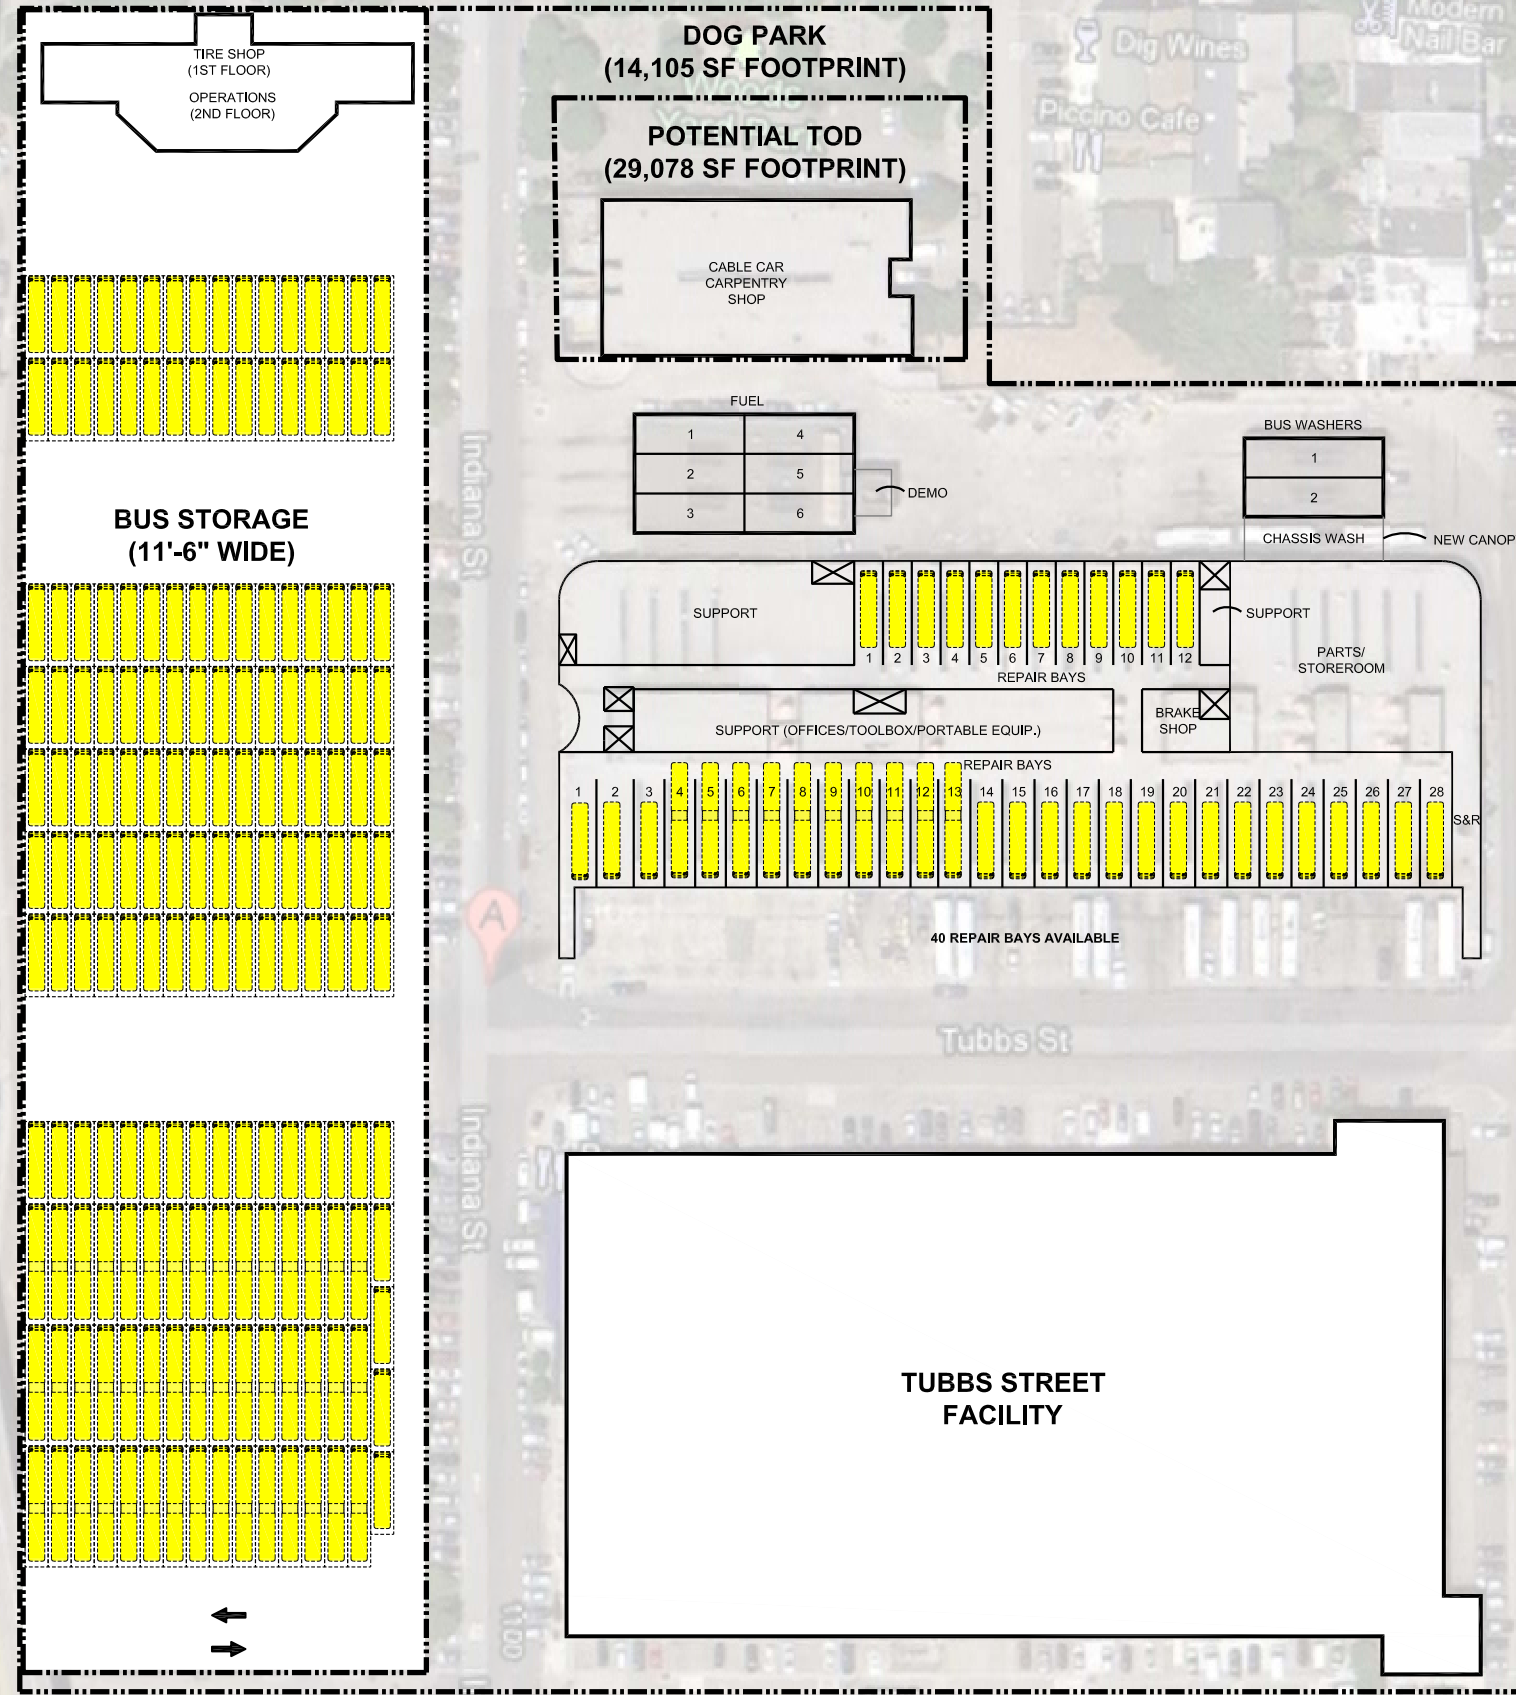 TIRE SHOP
(1ST FLOOR)
OPERATIONS
(2ND FLOOR)
DOG PARK
(14,105 SF FOOTPRINT)
Woods
Yard Park
POTENTIAL TOD
(29,078 SF FOOTPRINT)
CABLE CAR
CARPENTRY
SHOP
Dig Wines
Modern
Nail Bar
Piccino Cafe
BUS STORAGE
(11'-6" WIDE)
Indiana St
FUEL
1 4
2 5
3 6
DEMO
BUS WASHERS
1
2
CHASSIS WASH
NEW CANOP
SUPPORT
1 2 3 4 5 6 7 8 9 10 11 12
REPAIR BAYS
SUPPORT
PARTS/
STOREROOM
SUPPORT (OFFICES/TOOLBOX/PORTABLE EQUIP.)
BRAKE
SHOP
REPAIR BAYS
1 2 3 4 5 6 7 8 9 10 11 12 13 14 15 16 17 18 19 20 21 22 23 24 25 26 27 28
S&R
A
40 REPAIR BAYS AVAILABLE
Tubbs St
Indiana St
TUBBS STREET
FACILITY
1100